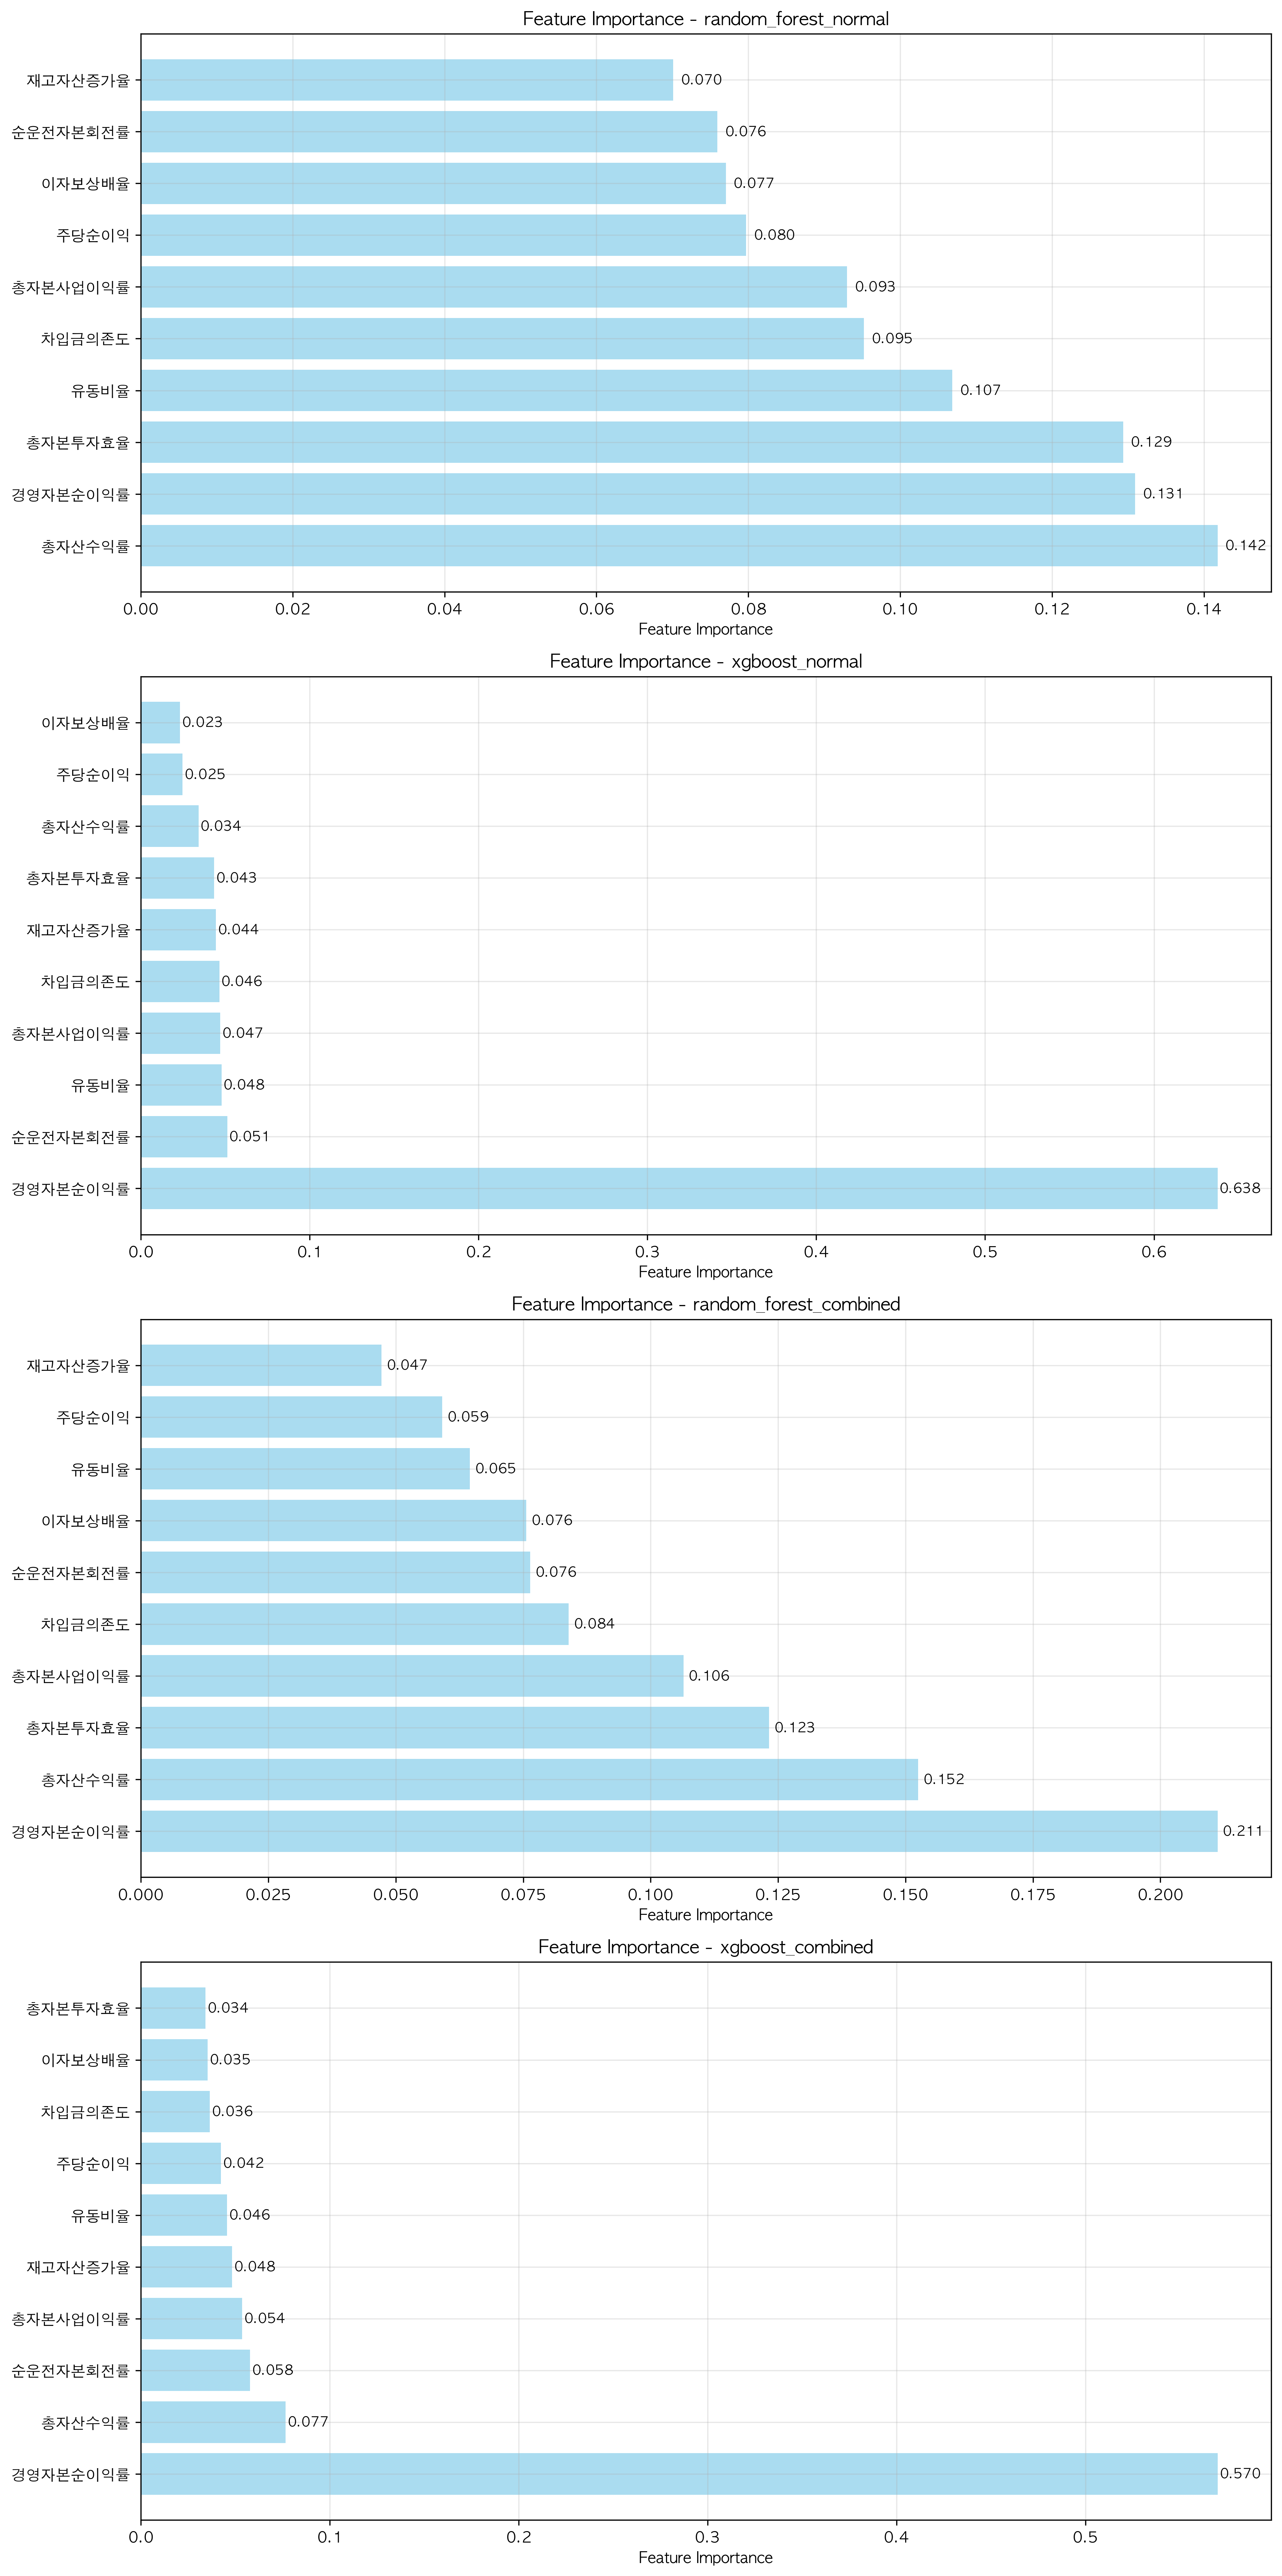 Feature Importance - random_forest_normal
재고자산증가율 0.070
순운전자본회전률 0.076
이자보상배율 0.077
주당순이익 0.080
총자본사업이익률 0.093
차입금의존도 0.095
유동비율 0.107
총자본투자효율 0.129
경영자본순이익률 0.131
총자산수익률 0.142
0.00 0.02 0.04 0.06 0.08 0.10 0.12 0.14
Feature Importance
Feature Importance - xgboost_normal
이자보상배율 0.023
주당순이익 0.025
총자산수익률 0.034
총자본투자효율 0.043
재고자산증가율 0.044
차입금의존도 0.046
총자본사업이익률 0.047
유동비율 0.048
순운전자본회전률 0.051
경영자본순이익률 0.638
0.0 0.1 0.2 0.3 0.4 0.5 0.6
Feature Importance
Feature Importance - random_forest_combined
재고자산증가율 0.047
주당순이익 0.059
유동비율 0.065
이자보상배율 0.076
순운전자본회전률 0.076
차입금의존도 0.084
총자본사업이익률 0.106
총자본투자효율 0.123
총자산수익률 0.152
경영자본순이익률 0.211
0.000 0.025 0.050 0.075 0.100 0.125 0.150 0.175 0.200
Feature Importance
Feature Importance - xgboost_combined
총자본투자효율 0.034
이자보상배율 0.035
차입금의존도 0.036
주당순이익 0.042
유동비율 0.046
재고자산증가율 0.048
총자본사업이익률 0.054
순운전자본회전률 0.058
총자산수익률 0.077
경영자본순이익률 0.570
0.0 0.1 0.2 0.3 0.4 0.5
Feature Importance